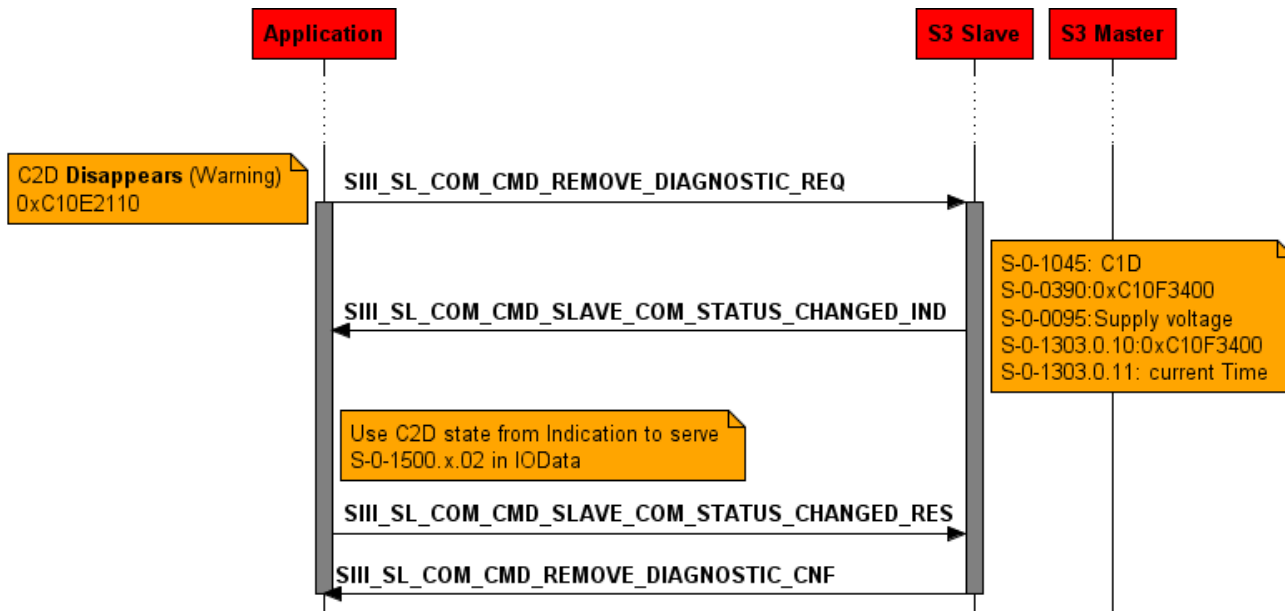 Application
S3 Slave
S3 Master
C2D Disappears (Warning)
0xC10E2110
SIII_SL_COM_CMD_REMOVE_DIAGNOSTIC_REQ
S-0-1045: C1D
S-0-0390:0xC10F3400
S-0-0095:Supply voltage
S-0-1303.0.10:0xC10F3400
S-0-1303.0.11: current Time
SIII_SL_COM_CMD_SLAVE_COM_STATUS_CHANGED_IND
Use C2D state from Indication to serve
S-0-1500.x.02 in IOData
SIII_SL_COM_CMD_SLAVE_COM_STATUS_CHANGED_RES
SIII_SL_COM_CMD_REMOVE_DIAGNOSTIC_CNF